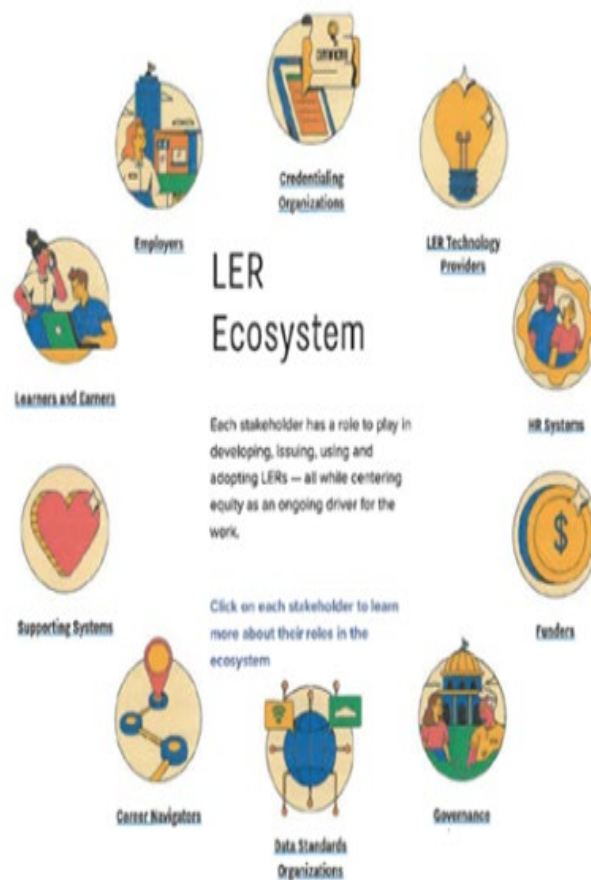 CERTIFICATE
Credentialing
Organizations
Employers
LER Technology
Providers
LER
Ecosystem
Learners and Earners
HR Systems
Each stakeholder has a role to play in
developing, issuing, using and
adopting LERs — all while centering
equity as an ongoing driver for the
work.
Click on each stakeholder to learn
more about their roles in the
ecosystem
Supporting Systems
$
Funders
Career Navigators
Data Standards
Organizations
Governance